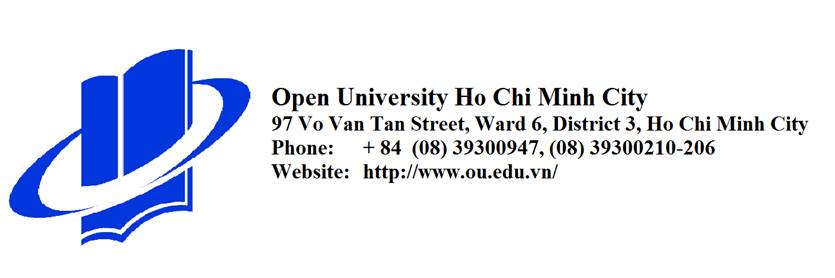 Open University Ho Chi Minh City
97 Vo Van Tan Street, Ward 6, District 3, Ho Chi Minh City
Phone: + 84 (08) 39300947, (08) 39300210-206
Website: http://www.ou.edu.vn/